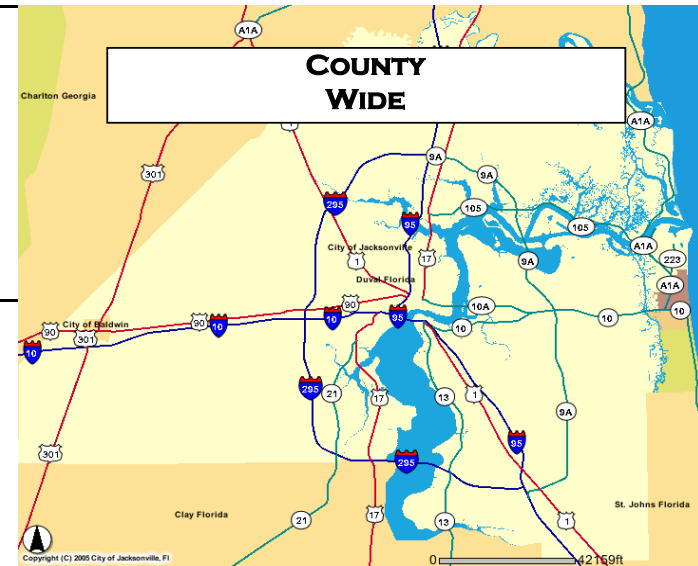 A1A
COUNTY
WIDE
Charlton Georgia
1
A1A
9A
301
9A
295
105
95
105
City of Jacksonville
A1A
1
17
9A
223
Duval Florida
A1A
90
10A
90
90
City of Baldwin
10
10
95
10
10
10
301
10
295
21
17
13
1
9A
95
301
295
Clay Florida
St. Johns Florida
21
17
13
1
Copyright (C) 2005 City of Jacksonville, Fl
0
42159ft